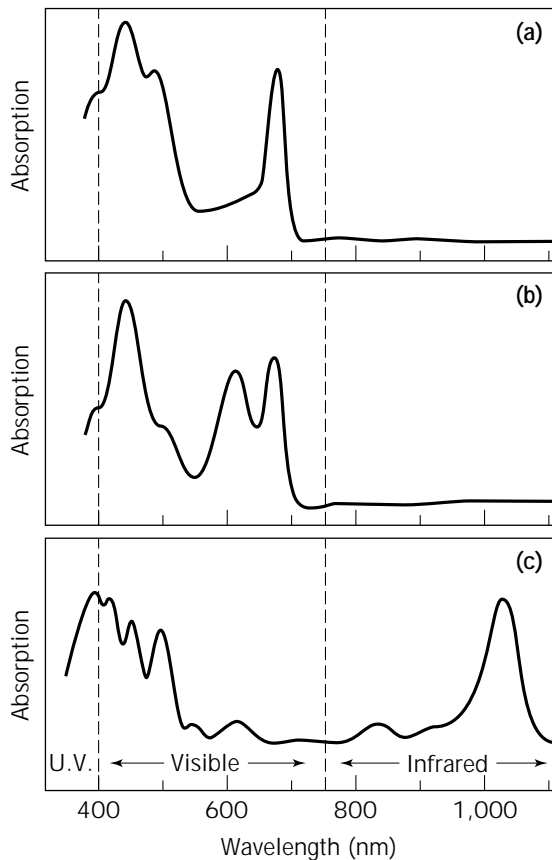 (a)
Absorption
(b)
Absorption
(c)
Absorption
U.V.
Visible
Infrared
400
600
800
1,000
Wavelength (nm)